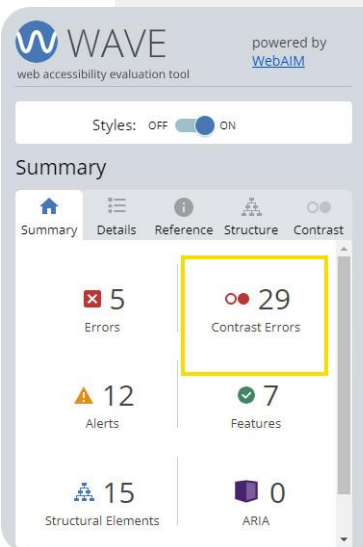 WAVE
web accessibility evaluation tool
powered by
WebAIM
Styles: OFF ON
Summary
Summary Details Reference Structure Contrast
5 29
Errors Contrast Errors
12 7
Alerts Features
15 0
Structural Elements ARIA